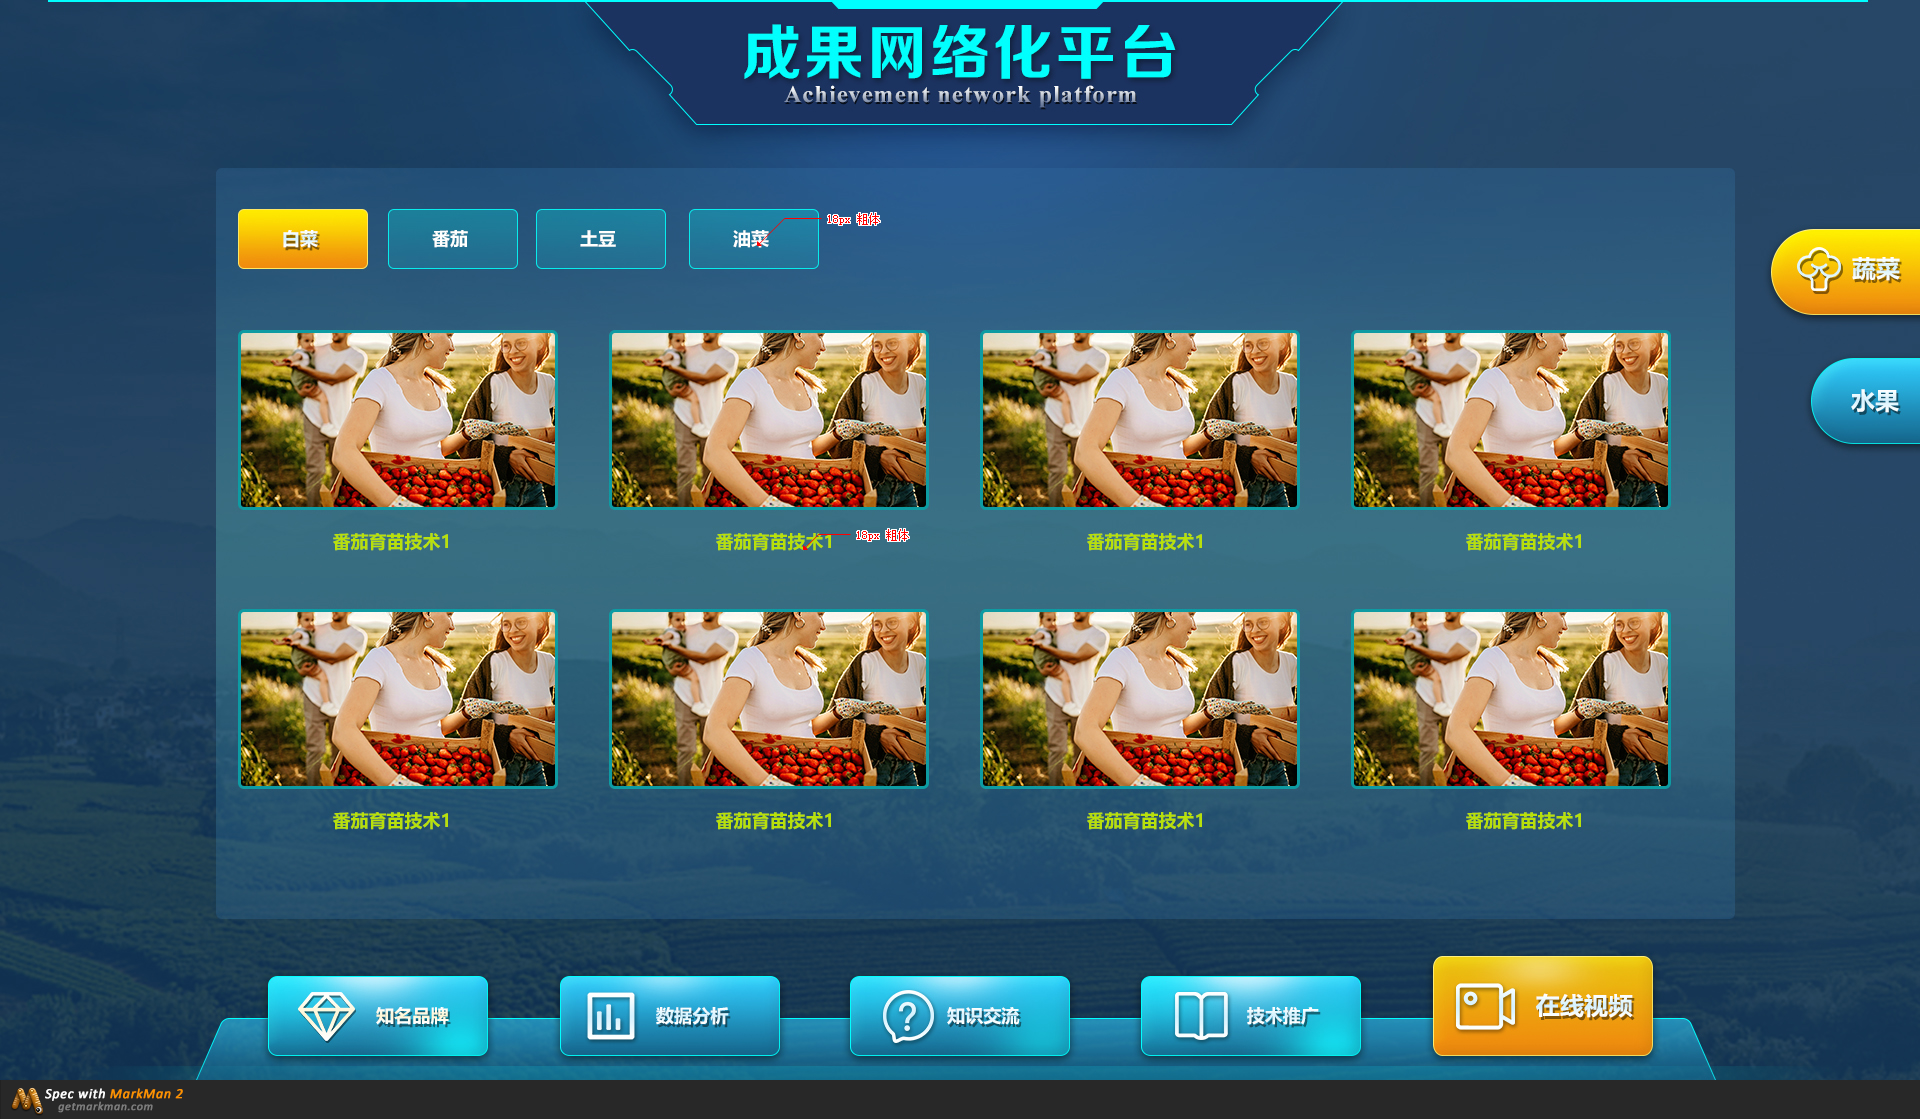 成果网络化平台
Achievement network platform
白菜
番茄
土豆
油菜
18px 粗体
蔬菜
水果
番茄育苗技术1
番茄育苗技术1
18px 粗体
番茄育苗技术1
番茄育苗技术1
番茄育苗技术1
番茄育苗技术1
番茄育苗技术1
番茄育苗技术1
知名品牌
数据分析
知识交流
技术推广
在线视频
Spec with MarkMan 2
getmarkman.com